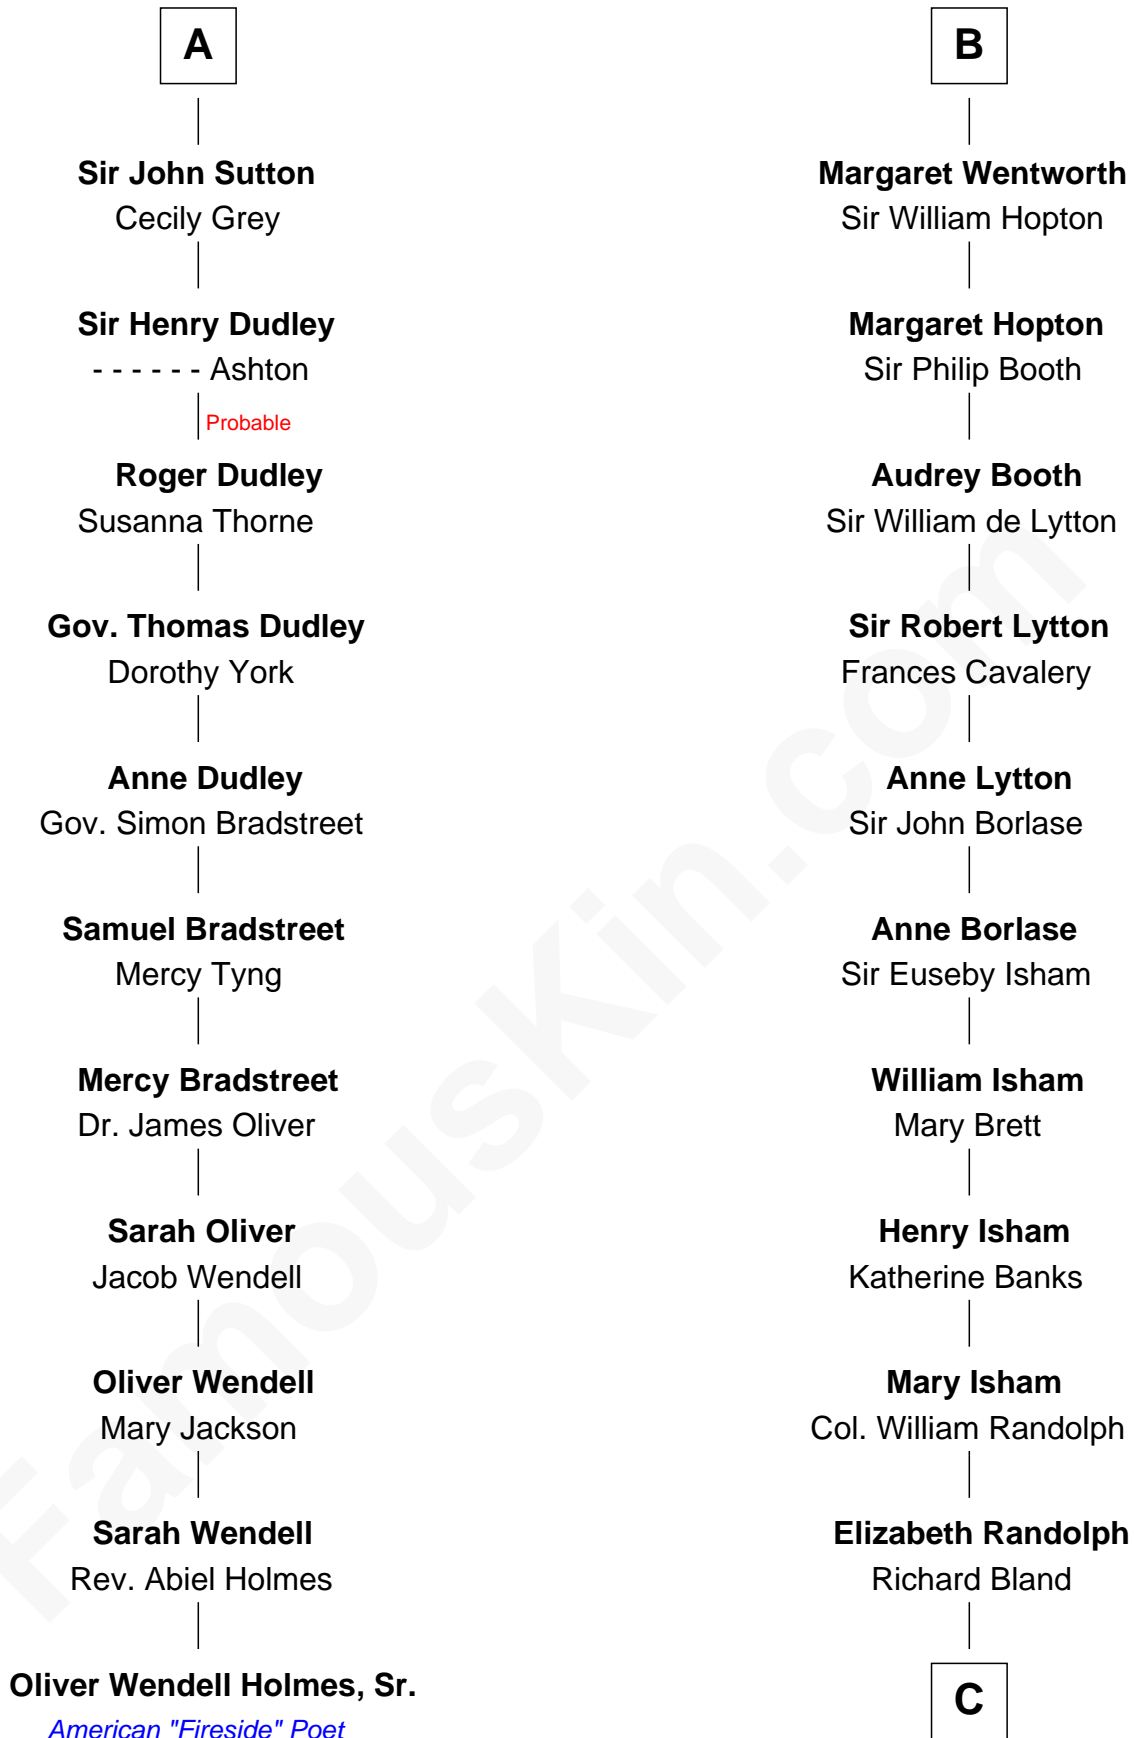 A
Sir John Sutton
Cecily Grey
Sir Henry Dudley
- - - - - - Ashton
Probable
Roger Dudley
Susanna Thorne
Gov. Thomas Dudley
Dorothy York
Anne Dudley
Gov. Simon Bradstreet
Samuel Bradstreet
Mercy Tyng
Mercy Bradstreet
Dr. James Oliver
Sarah Oliver
Jacob Wendell
Oliver Wendell
Mary Jackson
Sarah Wendell
Rev. Abiel Holmes
Oliver Wendell Holmes, Sr.
American "Fireside" Poet
B
Margaret Wentworth
Sir William Hopton
Margaret Hopton
Sir Philip Booth
Audrey Booth
Sir William de Lytton
Sir Robert Lytton
Frances Cavalery
Anne Lytton
Sir John Borlase
Anne Borlase
Sir Euseby Isham
William Isham
Mary Brett
Henry Isham
Katherine Banks
Mary Isham
Col. William Randolph
Elizabeth Randolph
Richard Bland
C
FamousKin.com